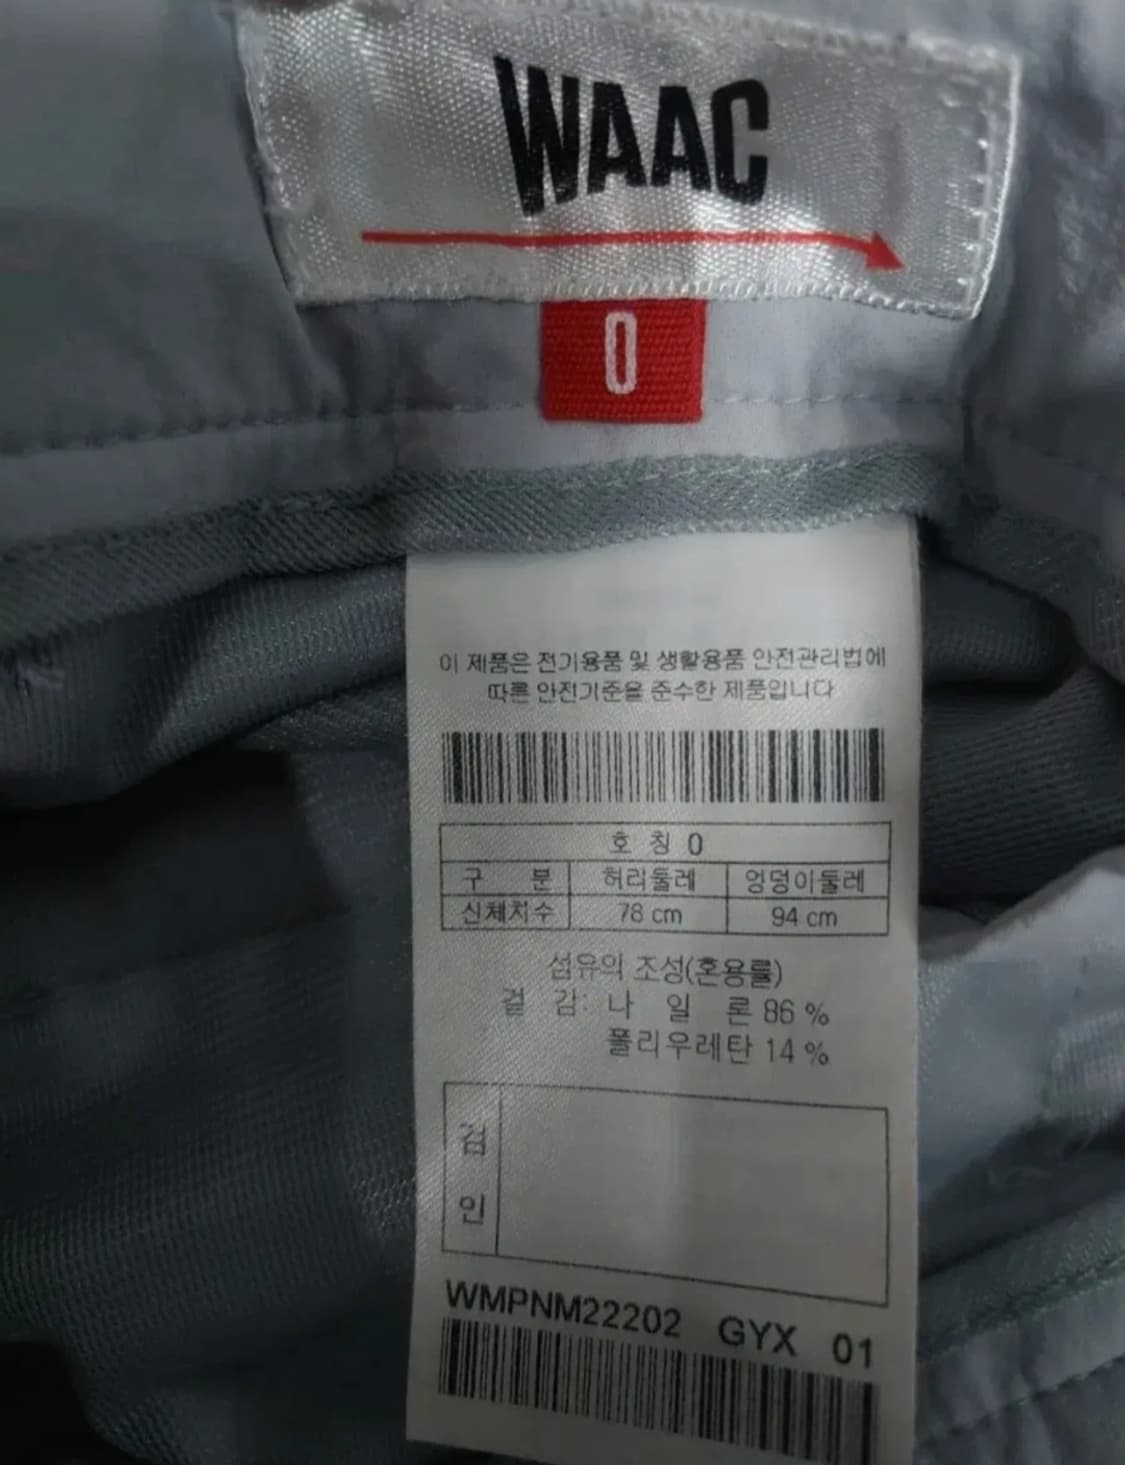 WAAC
0
이 제품은 전기용품 및 생활용품 안전관리법에
따른 안전기준을 준수한 제품입니다
호 칭 0
구 분 허리둘레 엉덩이둘레
신체치수 78 cm 94 cm
섬유의 조성(혼용률)
겉 감: 나 일 론 86 %
폴리우레탄 14 %
검
인
WMPNM22202 GYX 01